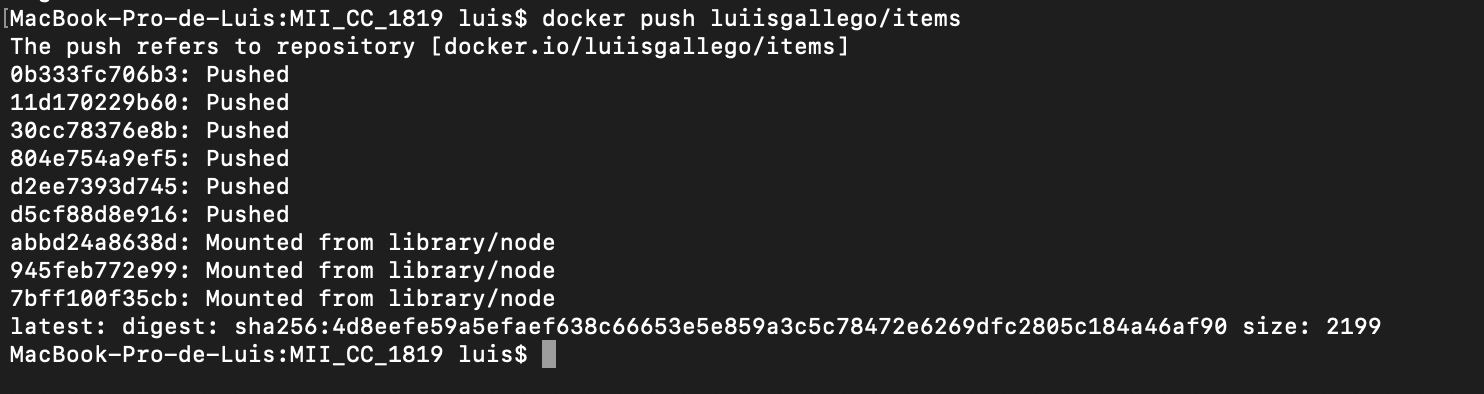 MacBook-Pro-de-Luis:MII_CC_1819 luis$ docker push luiisgallego/items
The push refers to repository [docker.io/luiisgallego/items]
0b333fc706b3: Pushed
11d170229b60: Pushed
30cc78376e8b: Pushed
804e754a9ef5: Pushed
d2ee7393d745: Pushed
d5cf88d8e916: Pushed
abbd24a8638d: Mounted from library/node
945feb772e99: Mounted from library/node
7bff100f35cb: Mounted from library/node
latest: digest: sha256:4d8eefe59a5efaef638c66653e5e859a3c5c78472e6269dfc2805c184a46af90 size: 2199
MacBook-Pro-de-Luis:MII_CC_1819 luis$